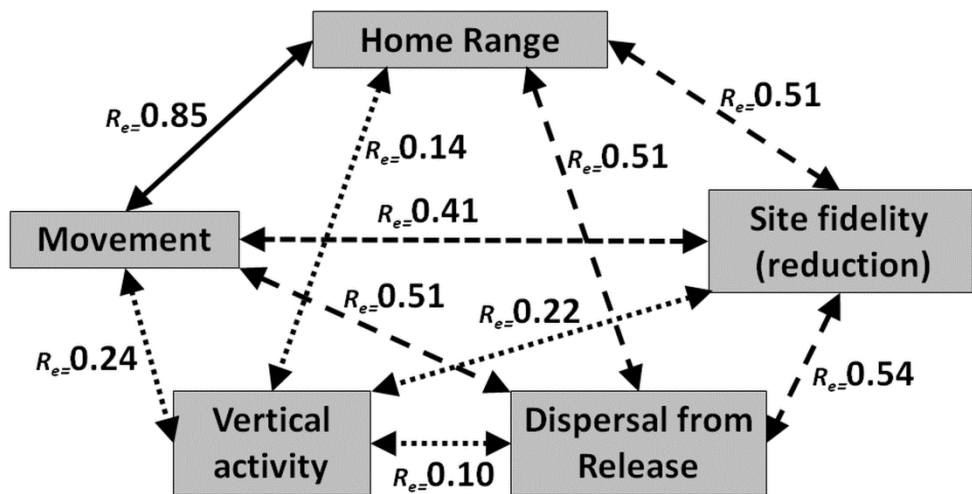 Home Range
Re=0.85
Re=0.14
Re=0.51
Re=0.51
Movement
Re=0.41
Site fidelity
(reduction)
Re=0.51
Re=0.22
Re=0.24
Re=0.54
Vertical
activity
Re=0.10
Dispersal from
Release